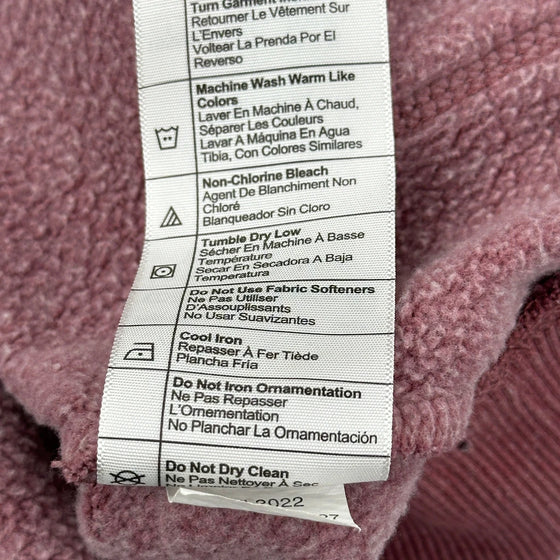 Turn Garment
Retourner Le Vêtement Sur
L'Envers
Voltear La Prenda Por El
Reverso
Machine Wash Warm Like
Colors
Laver En Machine À Chaud,
Séparer Les Couleurs
Lavar A Máquina En Agua
Tibia, Con Colores Similares
Non-Chlorine Bleach
Agent De Blanchiment Non
Chloré
Blanqueador Sin Cloro
Tumble Dry Low
Sécher En Machine À Basse
Température
Secar En Secadora A Baja
Temperatura
Do Not Use Fabric Softeners
Ne Pas Utiliser
D'Assouplissants
No Usar Suavizantes
Cool Iron
Repasser À Fer Tiède
Plancha Fria
Do Not Iron Ornamentation
Ne Pas Repasser
L'Ornementation
No Planchar La Ornamentación
Do Not Dry Clean
Ne Pas Nettoyer À Sec
2022
27